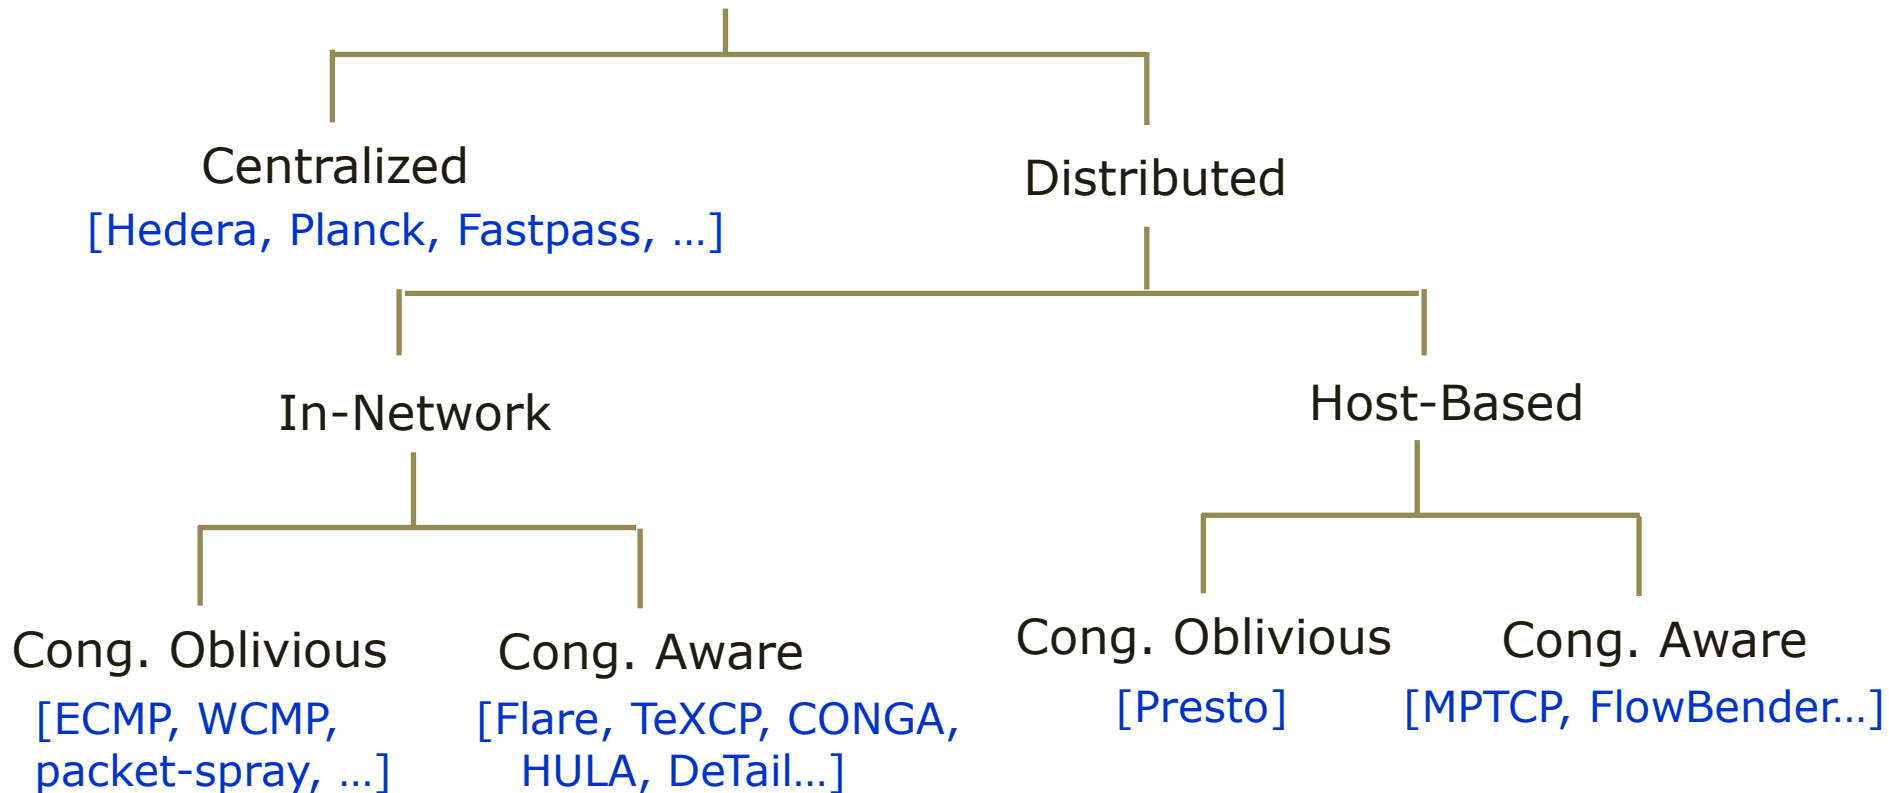 Centralized
[Hedera, Planck, Fastpass, …]
Distributed
In-Network
Host-Based
Cong. Oblivious
[ECMP, WCMP,
packet-spray, …]
Cong. Aware
[Flare, TeXCP, CONGA,
HULA, DeTail…]
Cong. Oblivious
[Presto]
Cong. Aware
[MPTCP, FlowBender…]